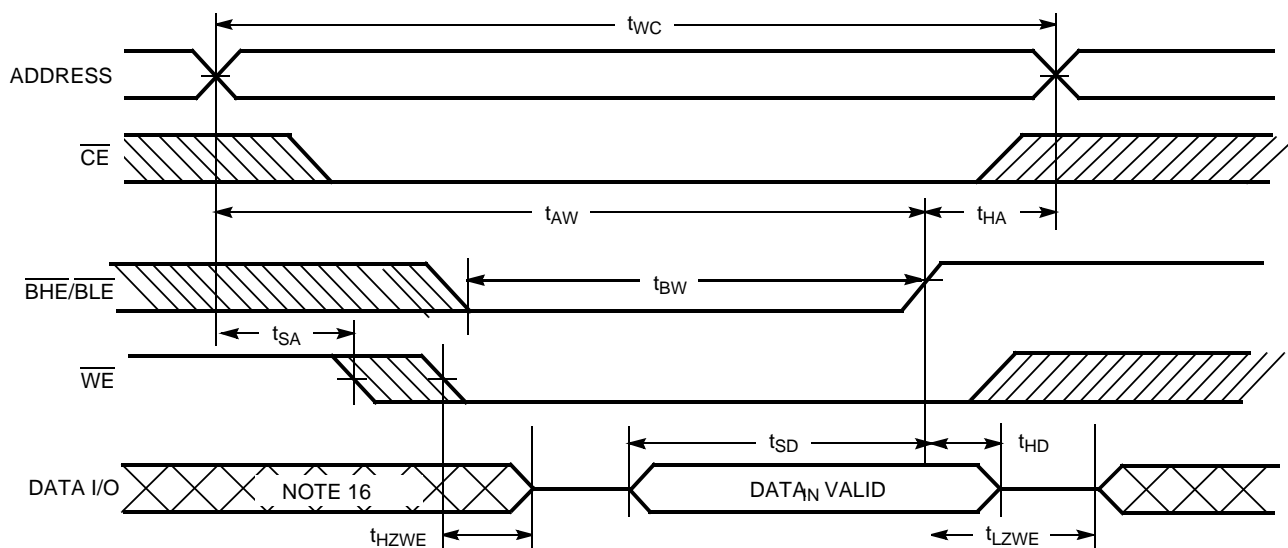 tWC
ADDRESS
CE
tAW
tHA
BHE/BLE
tBW
tSA
WE
tSD
tHD
DATA I/O
NOTE 16
DATAIN VALID
tHZWE
tLZWE